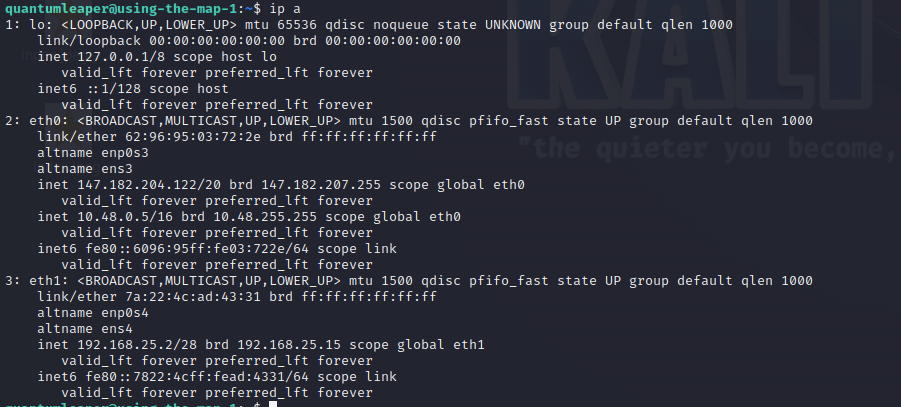 quantumleaper@using-the-map-1:~$ ip a
1: lo: <LOOPBACK,UP,LOWER_UP> mtu 65536 qdisc noqueue state UNKNOWN group default qlen 1000
    link/loopback 00:00:00:00:00:00 brd 00:00:00:00:00:00
    inet 127.0.0.1/8 scope host lo
       valid_lft forever preferred_lft forever
    inet6 ::1/128 scope host
       valid_lft forever preferred_lft forever
2: eth0: <BROADCAST,MULTICAST,UP,LOWER_UP> mtu 1500 qdisc pfifo_fast state UP group default qlen 1000
    link/ether 62:96:95:03:72:2e brd ff:ff:ff:ff:ff:ff
    altname enp0s3
    altname ens3
    inet 147.182.204.122/20 brd 147.182.207.255 scope global eth0
       valid_lft forever preferred_lft forever
    inet 10.48.0.5/16 brd 10.48.255.255 scope global eth0
       valid_lft forever preferred_lft forever
    inet6 fe80::6096:95ff:fe03:722e/64 scope link
       valid_lft forever preferred_lft forever
3: eth1: <BROADCAST,MULTICAST,UP,LOWER_UP> mtu 1500 qdisc pfifo_fast state UP group default qlen 1000
    link/ether 7a:22:4c:ad:43:31 brd ff:ff:ff:ff:ff:ff
    altname enp0s4
    altname ens4
    inet 192.168.25.2/28 brd 192.168.25.15 scope global eth1
       valid_lft forever preferred_lft forever
    inet6 fe80::7822:4cff:fead:4331/64 scope link
       valid_lft forever preferred_lft forever
quantumleaper@using-the-map-1:~$
KALI
"the quieter you become,